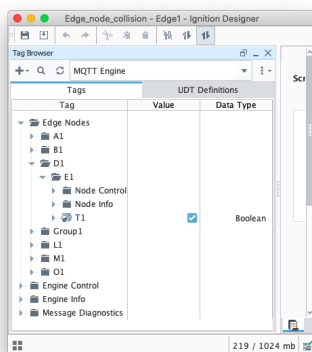 Edge_node_collision - Edge1 - Ignition Designer
Tag Browser
MQTT Engine
Tags UDT Definitions
Tag Value Data Type
Edge Nodes
A1
B1
D1
E1
Node Control
Node Info
T1 Boolean
Group1
L1
M1
O1
Engine Control
Engine Info
Message Diagnostics
219 / 1024 mb
Scr